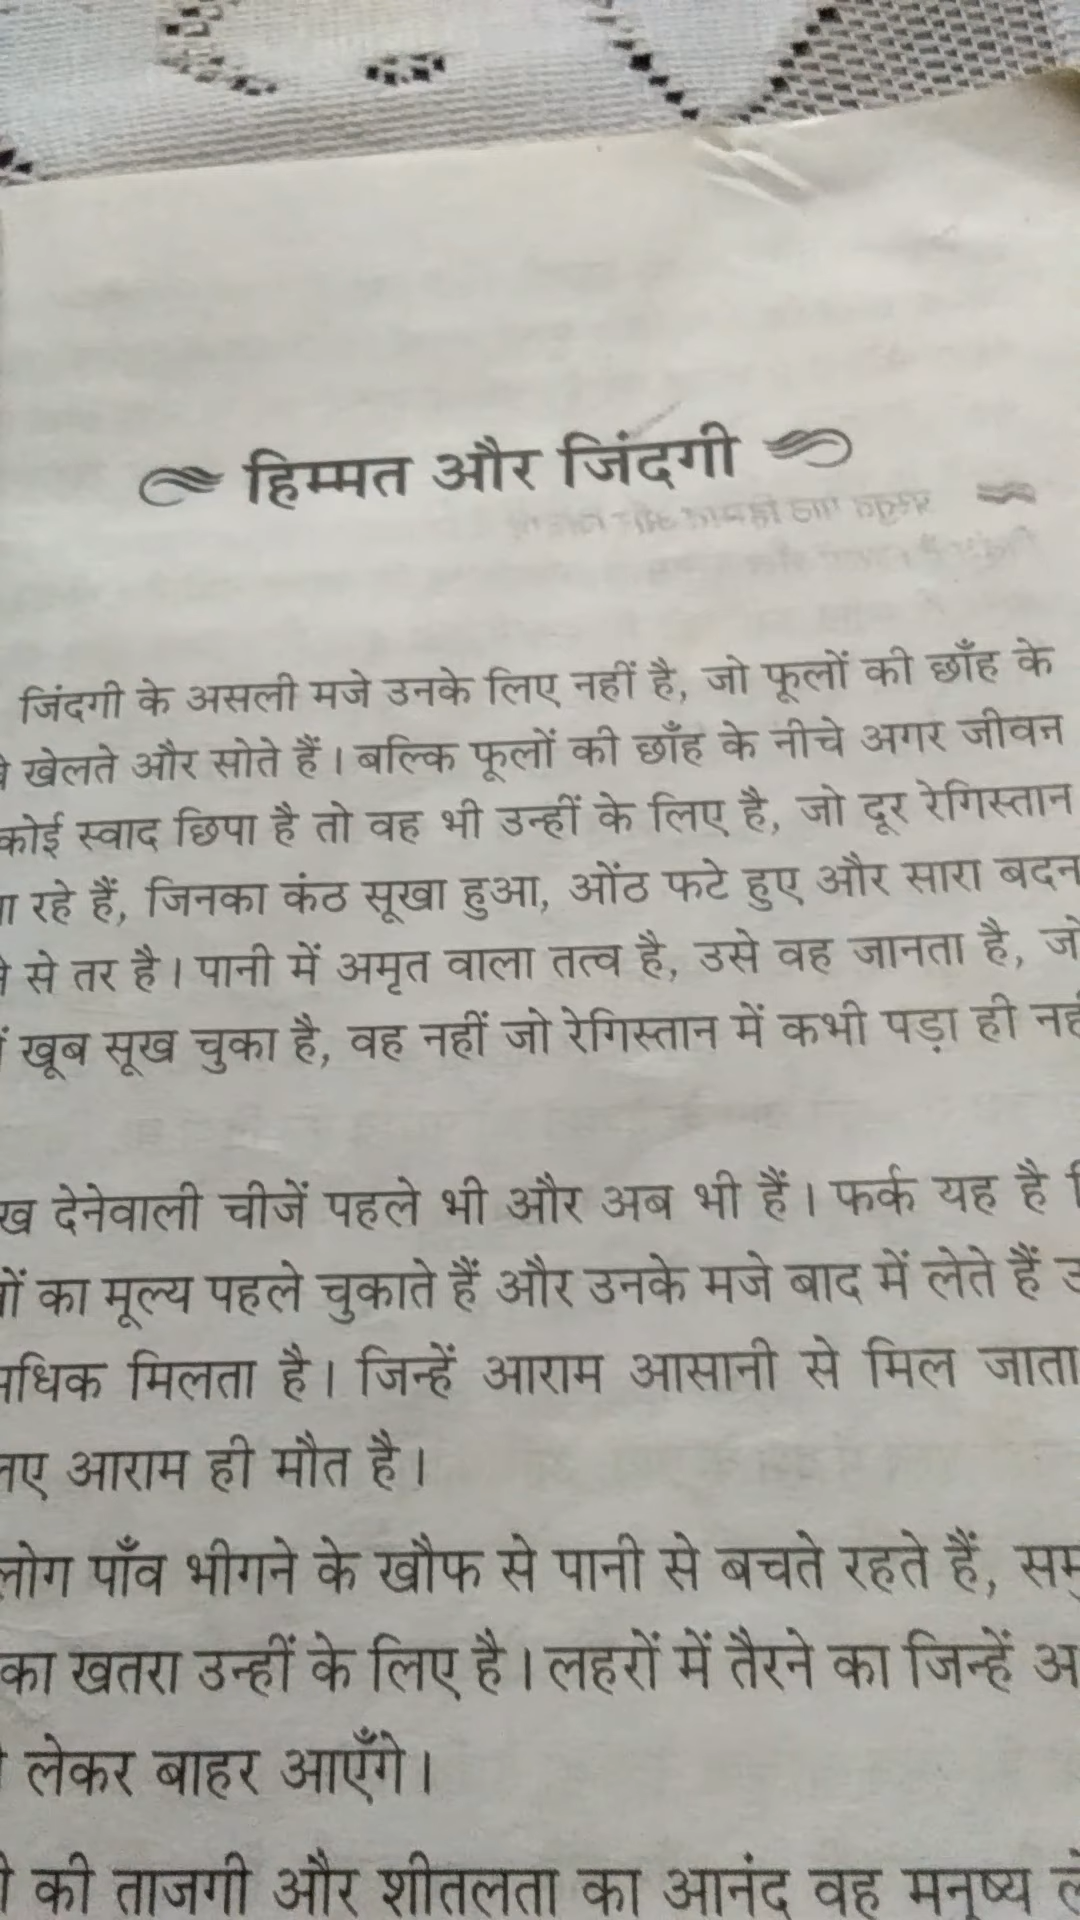 हिम्मत और जिंदगी
जिंदगी के असली मजे उनके लिए नहीं है, जो फूलों की छाँह के
खेलते और सोते हैं। बल्कि फूलों की छाँह के नीचे अगर जीवन
कोई स्वाद छिपा है तो वह भी उन्हीं के लिए है, जो दूर रेगिस्तान
रहे हैं, जिनका कंठ सूखा हुआ, ओंठ फटे हुए और सारा बदन
से तर है। पानी में अमृत वाला तत्व है, उसे वह जानता है, जो
खूब सूख चुका है, वह नहीं जो रेगिस्तान में कभी पड़ा ही
देनेवाली चीजें पहले भी और अब भी हैं। फर्क यह है
का मूल्य पहले चुकाते हैं और उनके मजे बाद में लेते हैं
मिलता है। जिन्हें आराम आसानी से मिल जाता
आराम ही मौत है।
लोग पाँव भीगने के खौफ से पानी से बचते रहते हैं,
का खतरा उन्हीं के लिए है। लहरों में तैरने का जिन्हें
लेकर बाहर आएँगे।
की ताजगी और शीतलता का आनंद वह मनुष्य